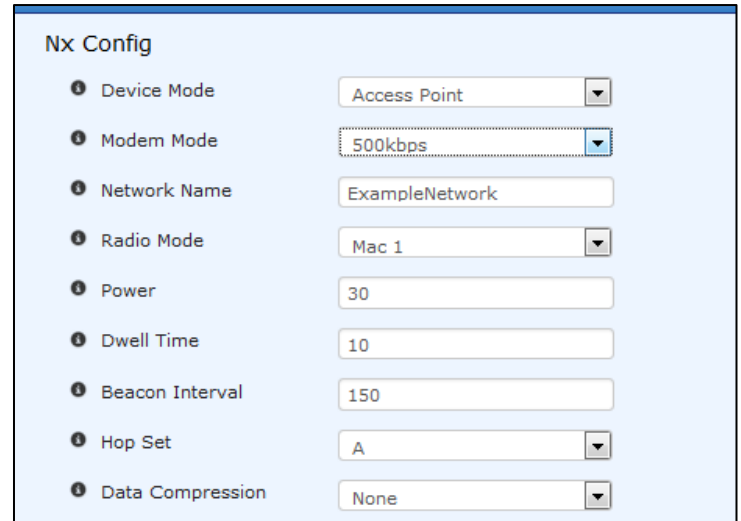 Nx Config
Device Mode Access Point
Modem Mode 500kbps
Network Name ExampleNetwork
Radio Mode Mac 1
Power 30
Dwell Time 10
Beacon Interval 150
Hop Set A
Data Compression None